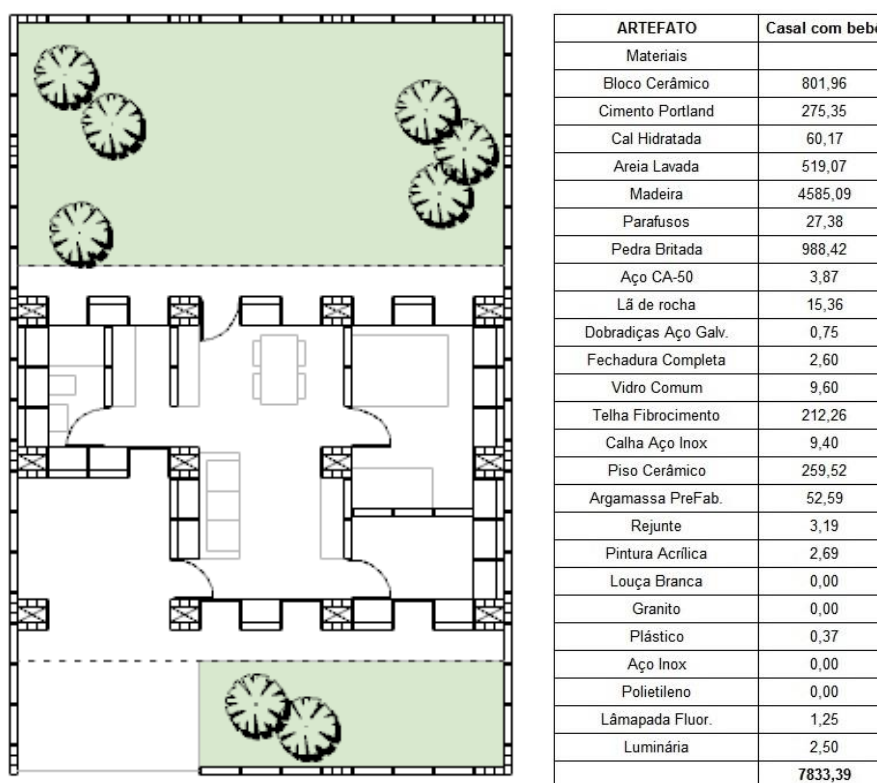 ARTEFATO Casal com bebê
Materiais
Bloco Cerâmico 801,96
Cimento Portland 275,35
Cal Hidratada 60,17
Areia Lavada 519,07
Madeira 4585,09
Parafusos 27,38
Pedra Britada 988,42
Aço CA-50 3,87
Lã de rocha 15,36
Dobradiças Aço Galv. 0,75
Fechadura Completa 2,60
Vidro Comum 9,60
Telha Fibrocimento 212,26
Calha Aço Inox 9,40
Piso Cerâmico 259,52
Argamassa PreFab. 52,59
Rejunte 3,19
Pintura Acrílica 2,69
Louça Branca 0,00
Granito 0,00
Plástico 0,37
Aço Inox 0,00
Polietileno 0,00
Lâmapada Fluor. 1,25
Luminária 2,50
7833,39